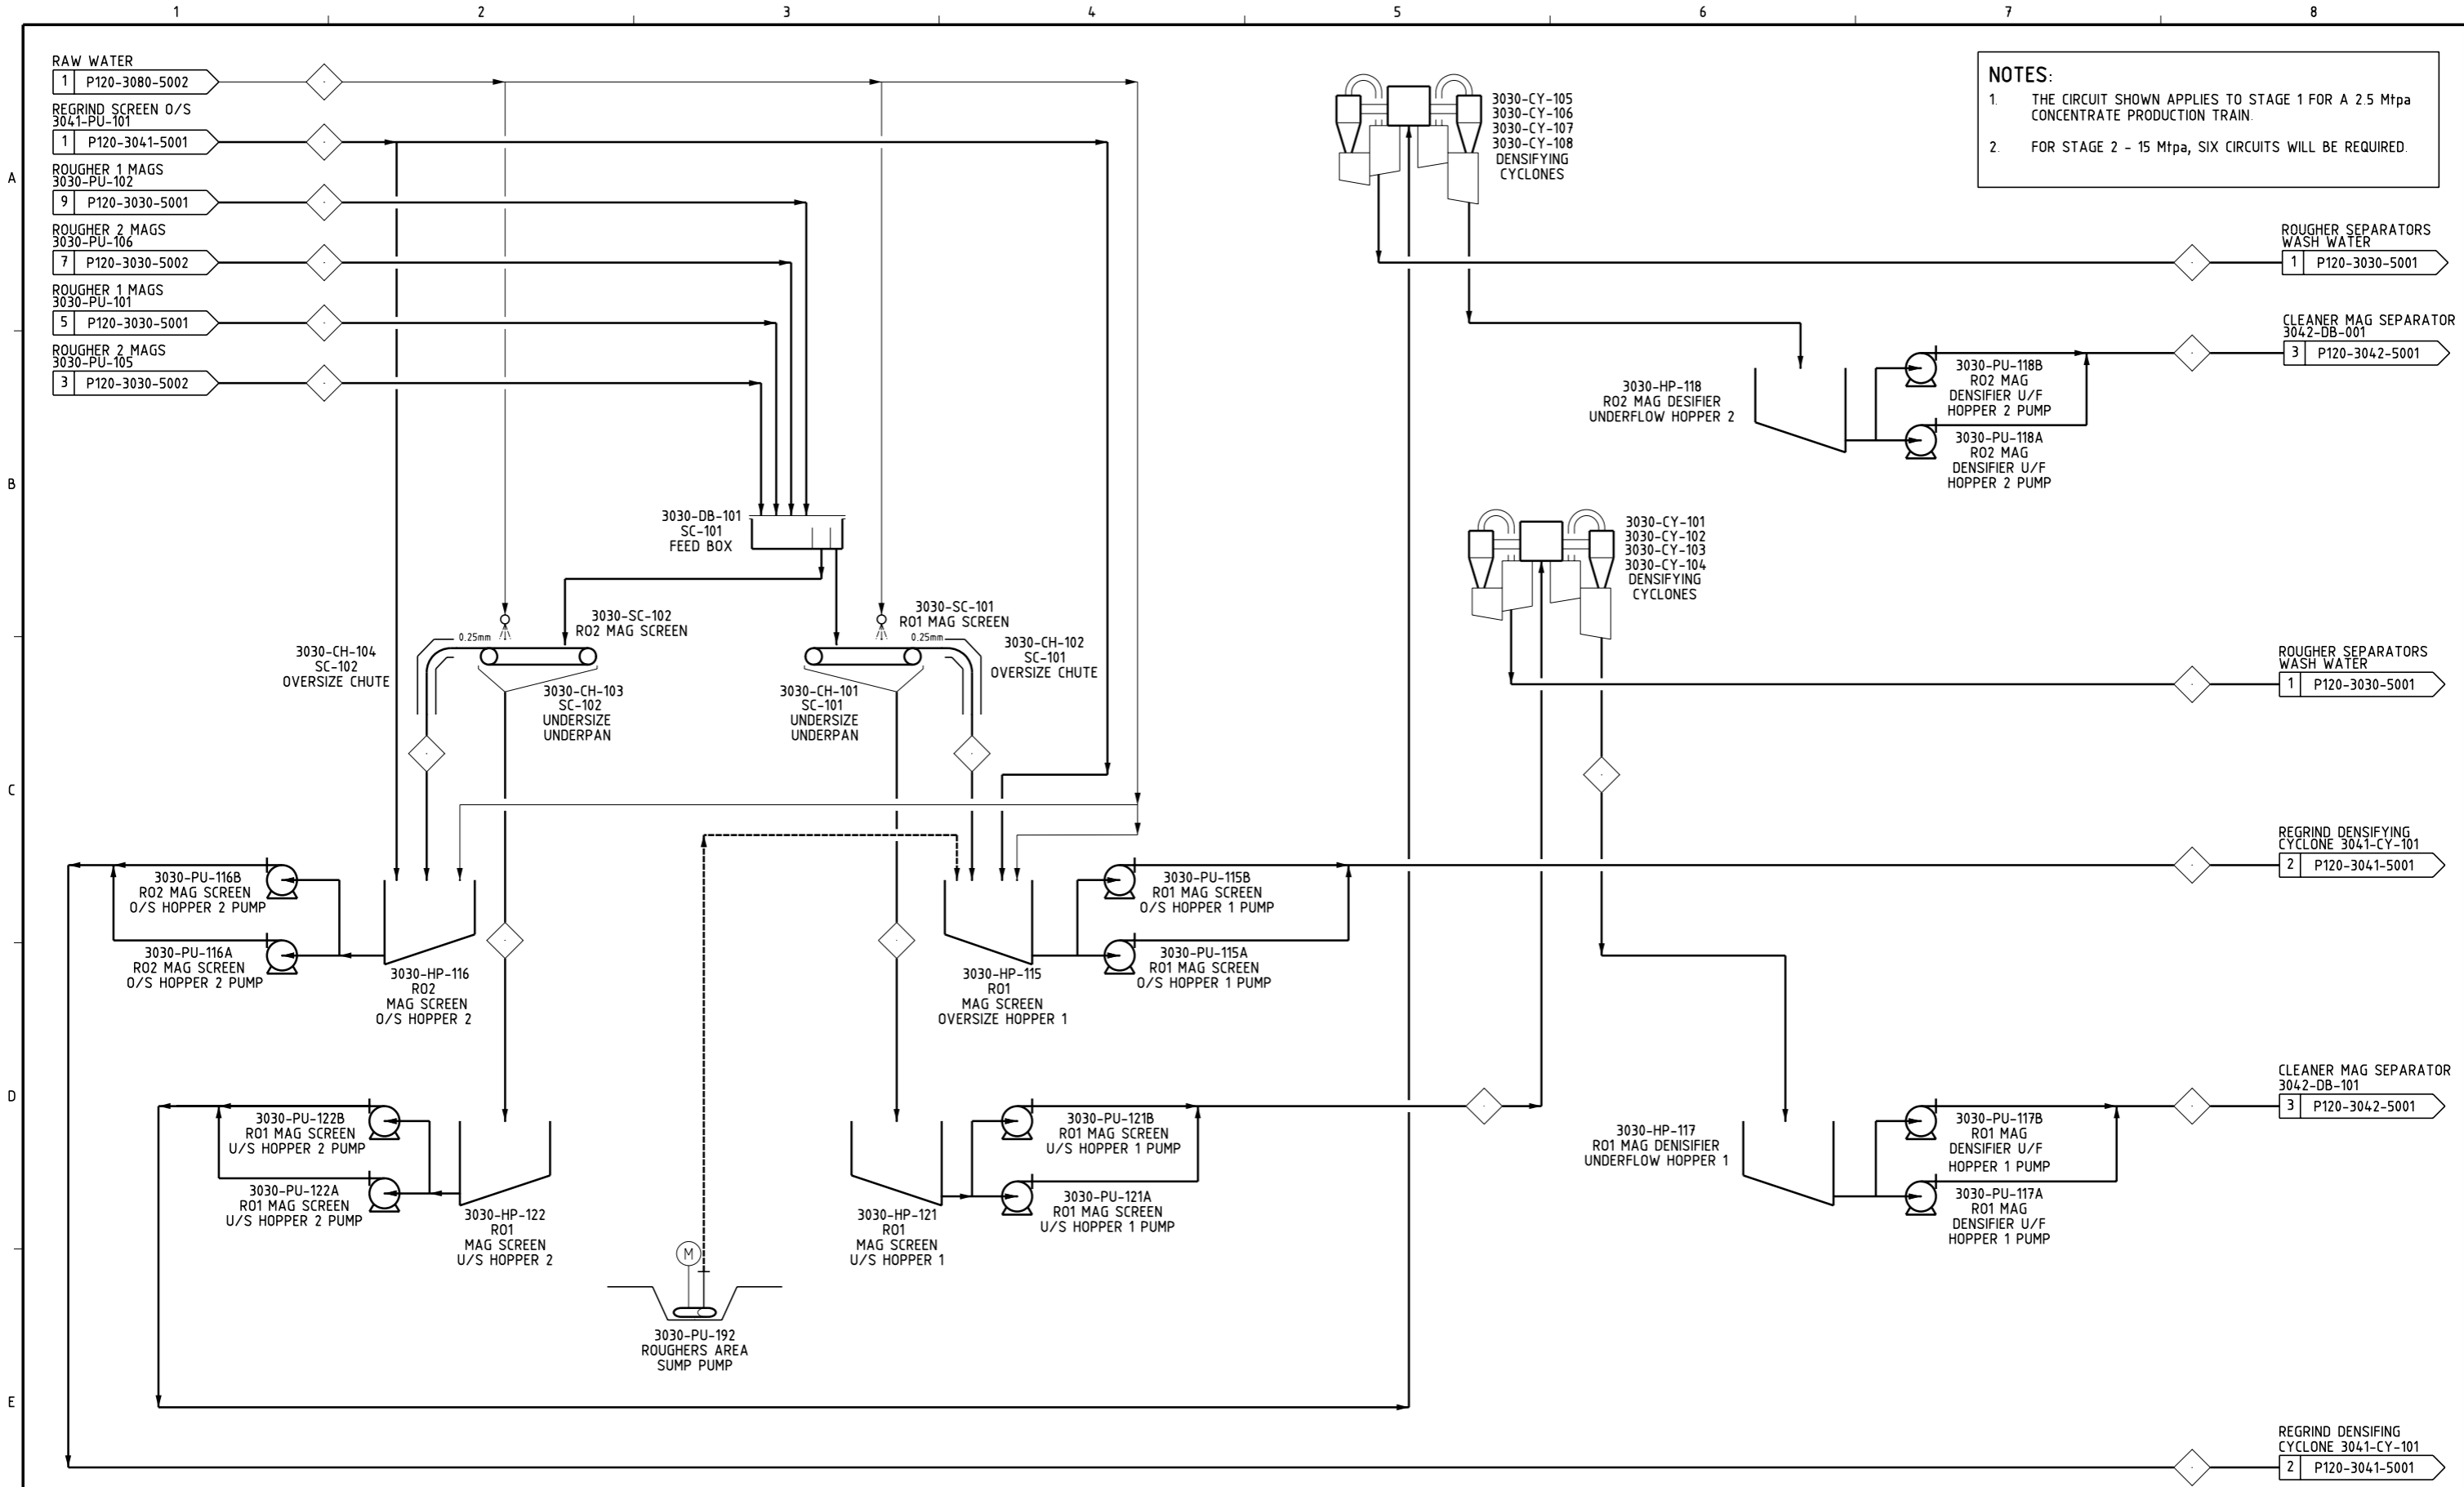 1 2 3 4 5 6 7 8
A
B
C
D
E
RAW WATER
1 P120-3080-5002
REGRIND SCREEN O/S
3041-PU-101
1 P120-3041-5001
ROUGHER 1 MAGS
3030-PU-102
9 P120-3030-5001
ROUGHER 2 MAGS
3030-PU-106
7 P120-3030-5002
ROUGHER 1 MAGS
3030-PU-101
5 P120-3030-5001
ROUGHER 2 MAGS
3030-PU-105
3 P120-3030-5002
3030-CY-105
3030-CY-106
3030-CY-107
3030-CY-108
DENSIFYING
CYCLONES
NOTES:
1. THE CIRCUIT SHOWN APPLIES TO STAGE 1 FOR A 2.5 Mtpa
CONCENTRATE PRODUCTION TRAIN.
2. FOR STAGE 2 - 15 Mtpa, SIX CIRCUITS WILL BE REQUIRED.
ROUGHER SEPARATORS
WASH WATER
1 P120-3030-5001
CLEANER MAG SEPARATOR
3042-DB-001
3 P120-3042-5001
3030-HP-118
RO2 MAG DESIFIER
UNDERFLOW HOPPER 2
3030-PU-118B
RO2 MAG
DENSIFIER U/F
HOPPER 2 PUMP
3030-PU-118A
RO2 MAG
DENSIFIER U/F
HOPPER 2 PUMP
3030-DB-101
SC-101
FEED BOX
3030-CY-101
3030-CY-102
3030-CY-103
3030-CY-104
DENSIFYING
CYCLONES
3030-SC-102
RO2 MAG SCREEN
3030-SC-101
RO1 MAG SCREEN
0.25mm
0.25mm
3030-CH-104
SC-102
OVERSIZE CHUTE
3030-CH-103
SC-102
UNDERSIZE
UNDERPAN
3030-CH-101
SC-101
UNDERSIZE
UNDERPAN
3030-CH-102
SC-101
OVERSIZE CHUTE
ROUGHER SEPARATORS
WASH WATER
1 P120-3030-5001
REGRIND DENSIFYING
CYCLONE 3041-CY-101
2 P120-3041-5001
3030-PU-116B
RO2 MAG SCREEN
O/S HOPPER 2 PUMP
3030-PU-116A
RO2 MAG SCREEN
O/S HOPPER 2 PUMP
3030-HP-116
RO2
MAG SCREEN
O/S HOPPER 2
3030-HP-115
RO1
MAG SCREEN
OVERSIZE HOPPER 1
3030-PU-115B
RO1 MAG SCREEN
O/S HOPPER 1 PUMP
3030-PU-115A
RO1 MAG SCREEN
O/S HOPPER 1 PUMP
3030-PU-122B
RO1 MAG SCREEN
U/S HOPPER 2 PUMP
3030-PU-122A
RO1 MAG SCREEN
U/S HOPPER 2 PUMP
3030-HP-122
RO1
MAG SCREEN
U/S HOPPER 2
3030-HP-121
RO1
MAG SCREEN
U/S HOPPER 1
3030-PU-121B
RO1 MAG SCREEN
U/S HOPPER 1 PUMP
3030-PU-121A
RO1 MAG SCREEN
U/S HOPPER 1 PUMP
3030-HP-117
RO1 MAG DENISIFIER
UNDERFLOW HOPPER 1
3030-PU-117B
RO1 MAG
DENSIFIER U/F
HOPPER 1 PUMP
3030-PU-117A
RO1 MAG
DENSIFIER U/F
HOPPER 1 PUMP
CLEANER MAG SEPARATOR
3042-DB-101
3 P120-3042-5001
M
3030-PU-192
ROUGHERS AREA
SUMP PUMP
REGRIND DENSIFING
CYCLONE 3041-CY-101
2 P120-3041-5001